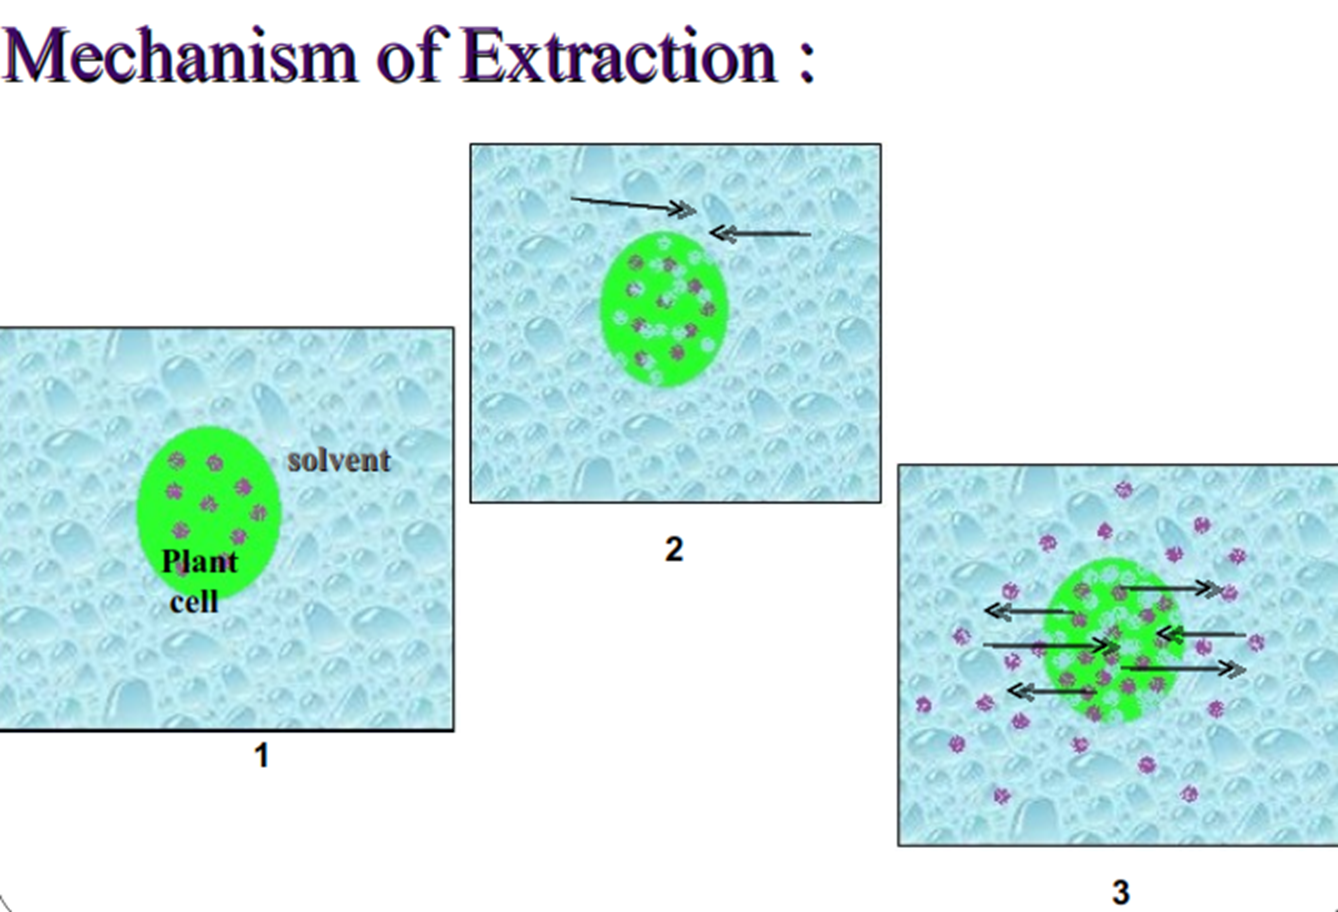 Mechanism of Extraction :
solvent
Plant
cell
1
2
3